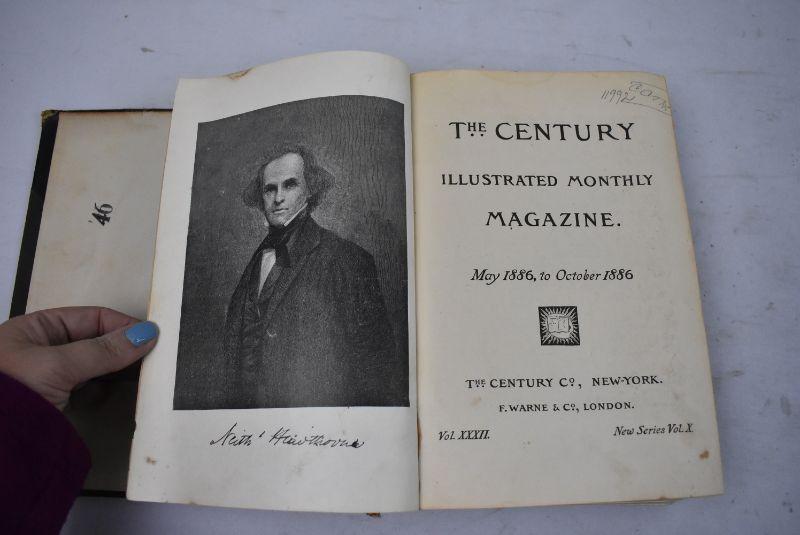 '46
Nath^l Hawthorne
11992
THE CENTURY
ILLUSTRATED MONTHLY
MAGAZINE.
May 1886, to October 1886
THE CENTURY Cº, NEW-YORK.
F. WARNE & Cº, LONDON.
Vol. XXXII.
New Series Vol. X.